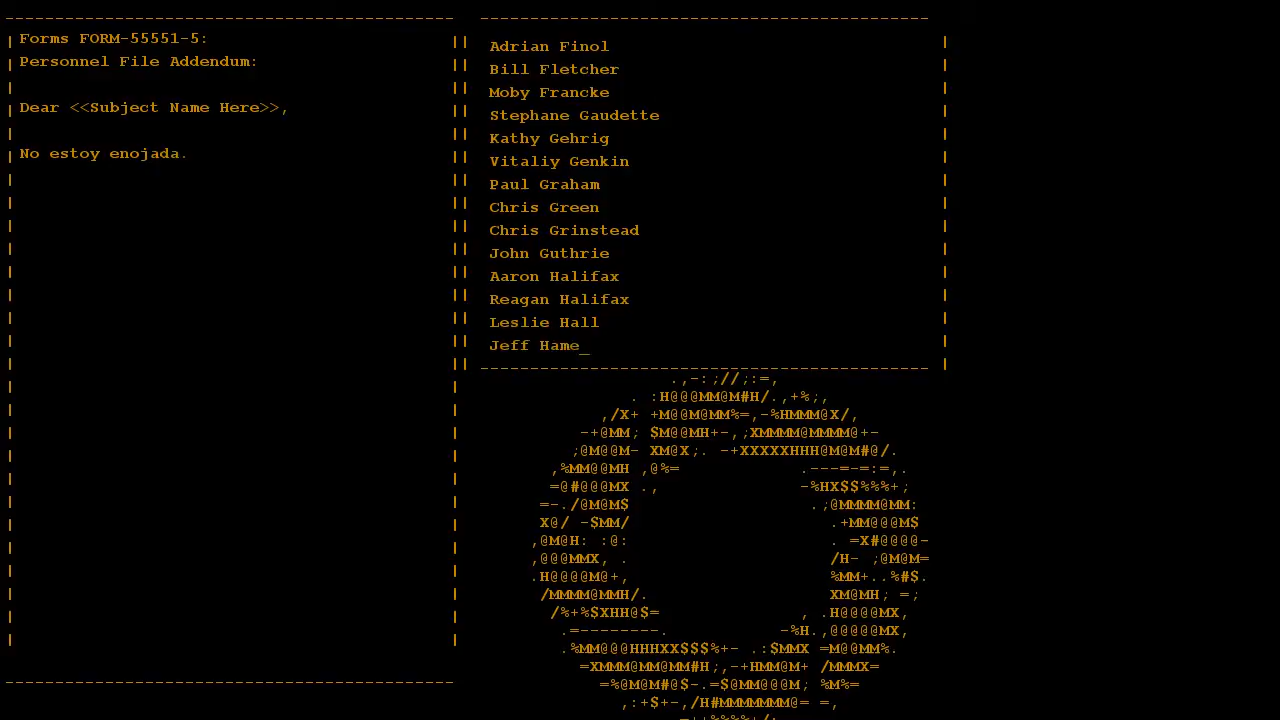 Forms FORM-55551-5:
Personnel File Addendum:
Dear <<Subject Name Here>>,
No estoy enojada.
Adrian Finol
Bill Fletcher
Moby Francke
Stephane Gaudette
Kathy Gehrig
Vitaliy Genkin
Paul Graham
Chris Green
Chris Grinstead
John Guthrie
Aaron Halifax
Reagan Halifax
Leslie Hall
Jeff Hame_